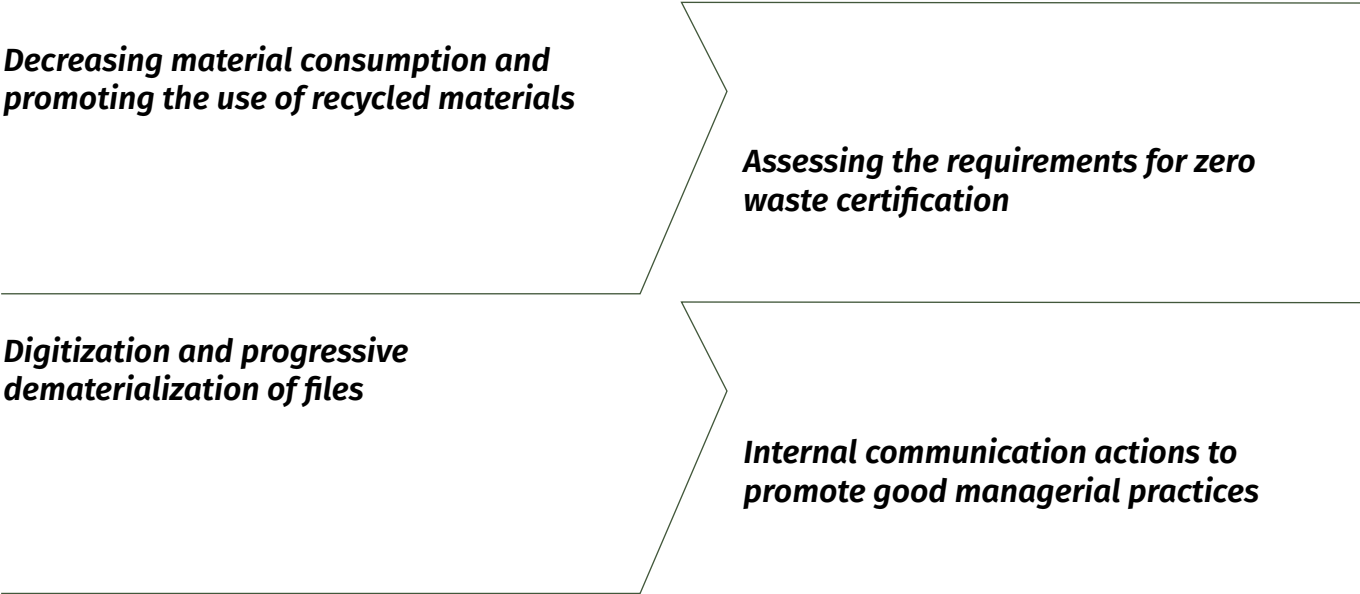 Decreasing material consumption and
promoting the use of recycled materials
Assessing the requirements for zero
waste certification
Digitization and progressive
dematerialization of files
Internal communication actions to
promote good managerial practices